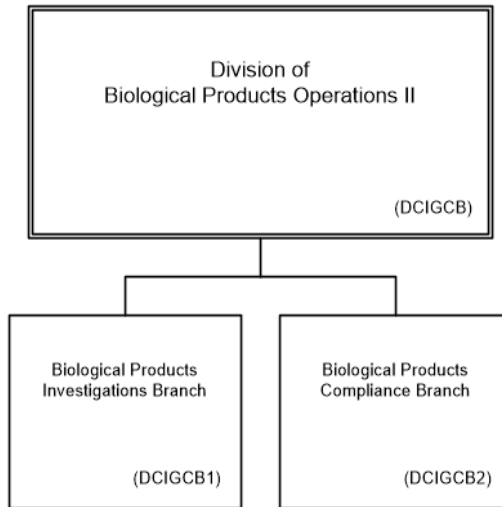 Division of
Biological Products Operations II
(DCIGCB)
Biological Products
Investigations Branch
(DCIGCB1)
Biological Products
Compliance Branch
(DCIGCB2)